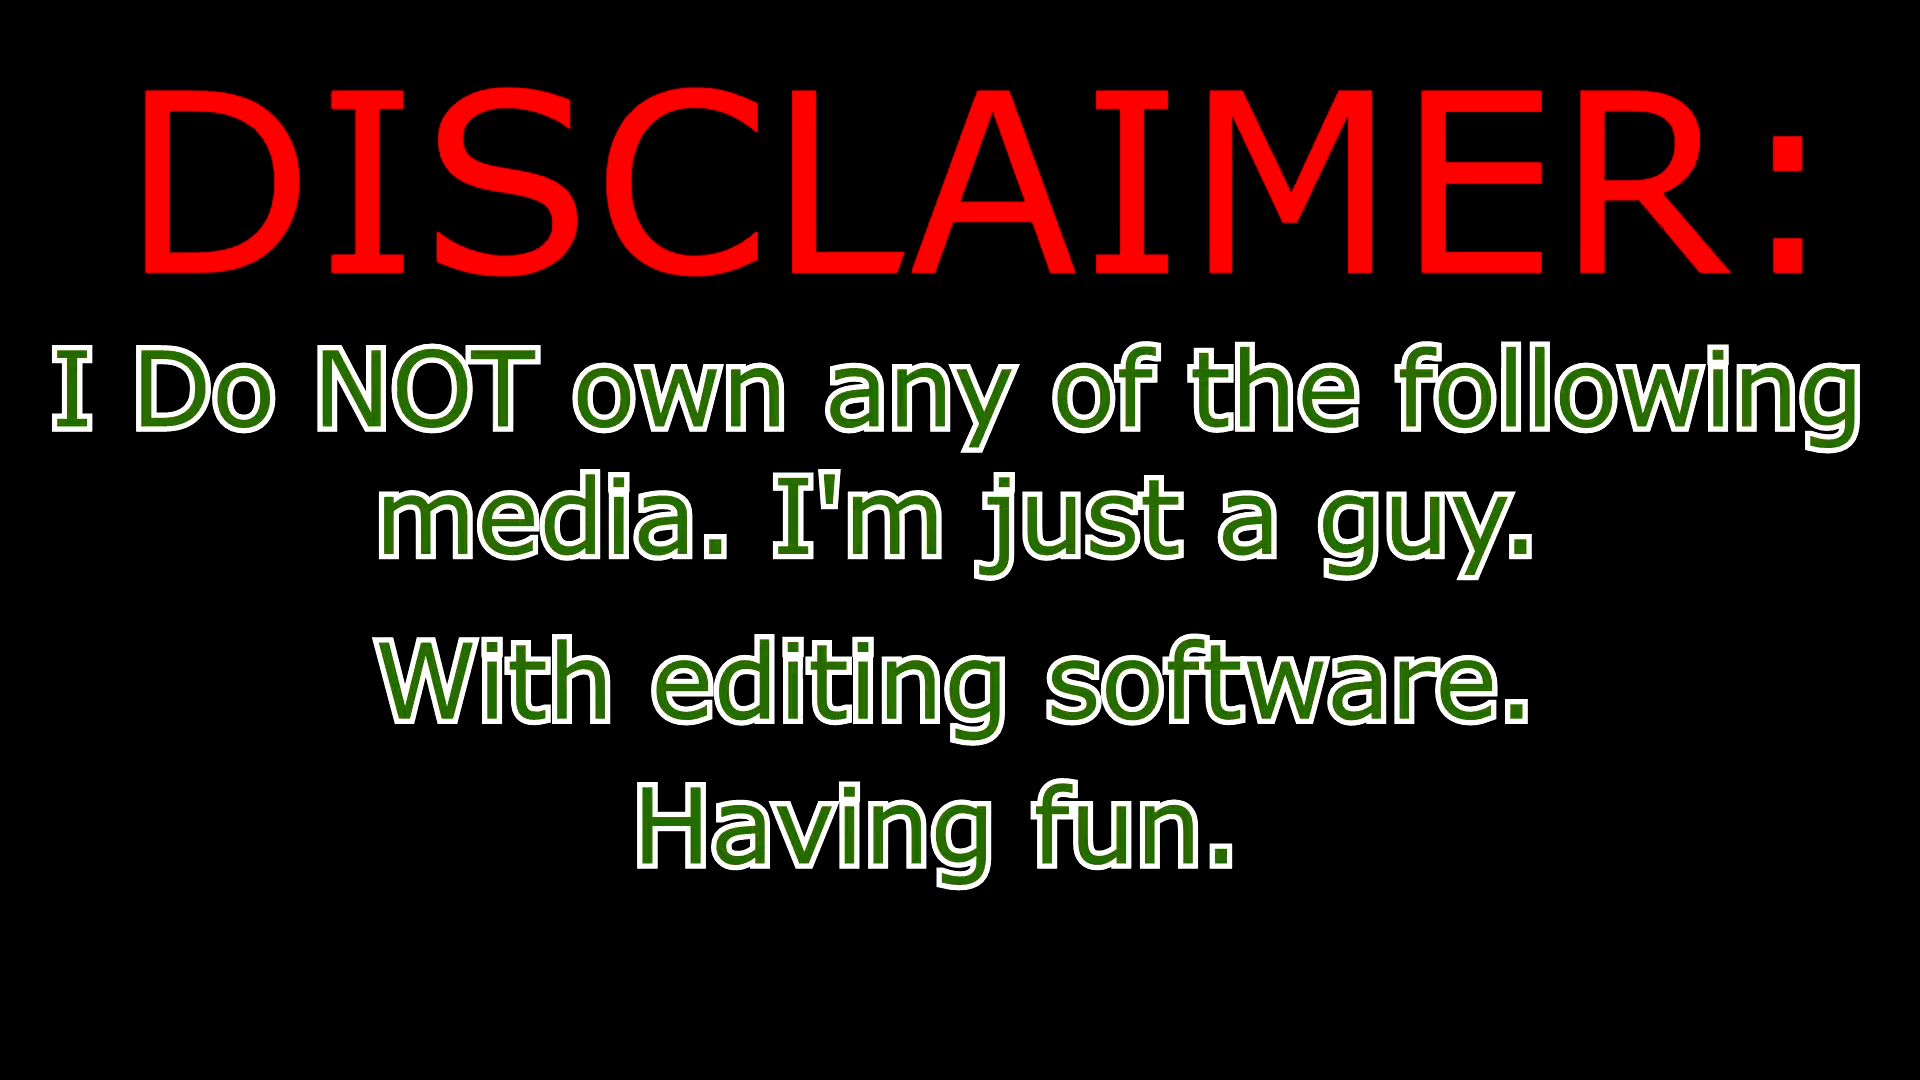 DISCLAIMER:
I Do NOT own any of the following
media. I'm just a guy.
With editing software.
Having fun.